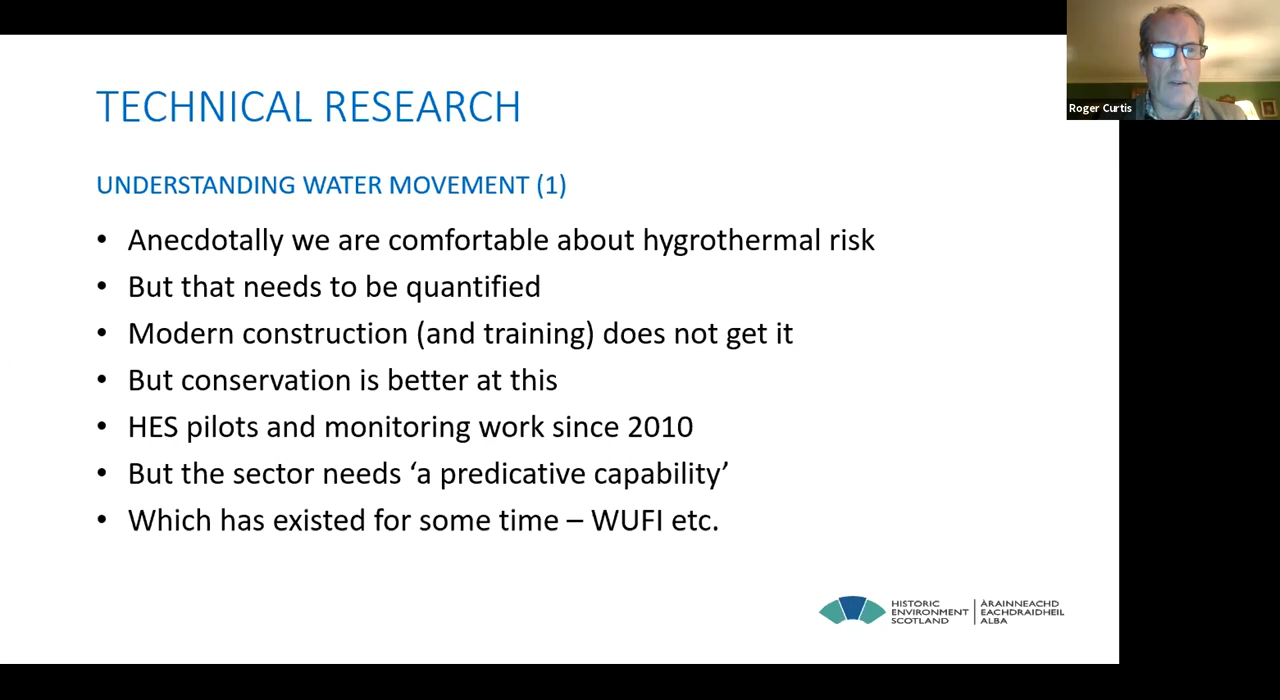 TECHNICAL RESEARCH
Roger Curtis
UNDERSTANDING WATER MOVEMENT (1)
• Anecdotally we are comfortable about hygrothermal risk
• But that needs to be quantified
• Modern construction (and training) does not get it
• But conservation is better at this
• HES pilots and monitoring work since 2010
• But the sector needs ‘a predicative capability’
• Which has existed for some time – WUFI etc.
HISTORIC
ENVIRONMENT
SCOTLAND
ÀRAINNEACHD
EACHDRAIDHEIL
ALBA